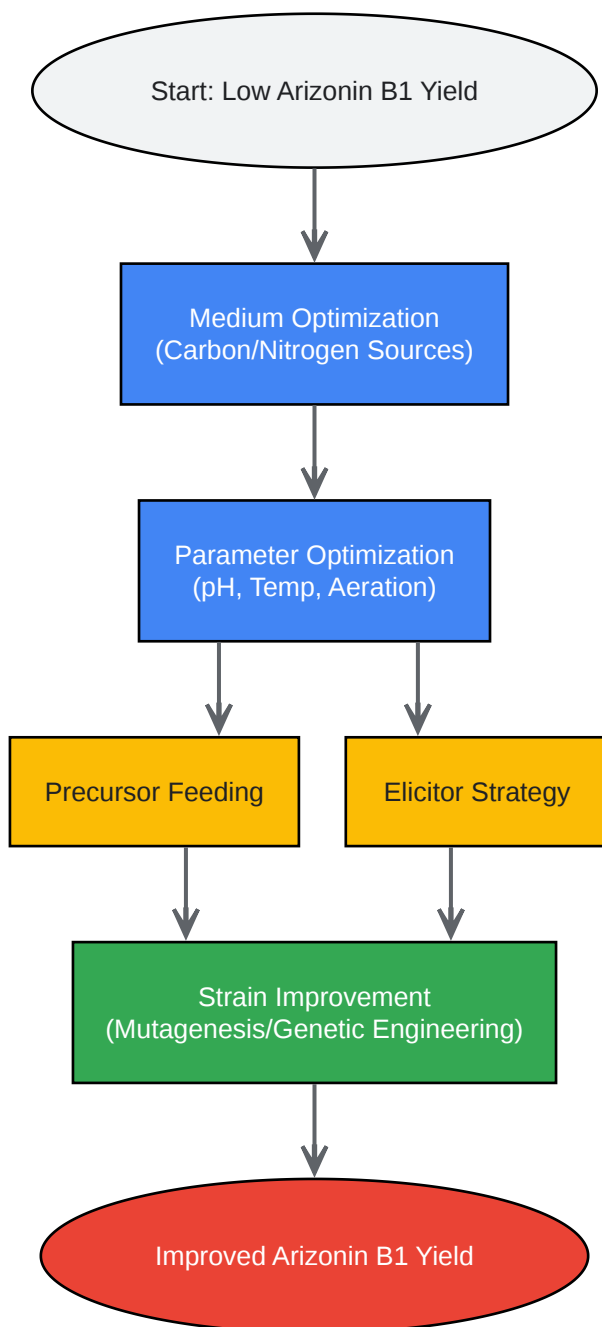 Start: Low Arizonin B1 Yield
Medium Optimization
(Carbon/Nitrogen Sources)
Parameter Optimization
(pH, Temp, Aeration)
Precursor Feeding
Elicitor Strategy
Strain Improvement
(Mutagenesis/Genetic Engineering)
Improved Arizonin B1 Yield